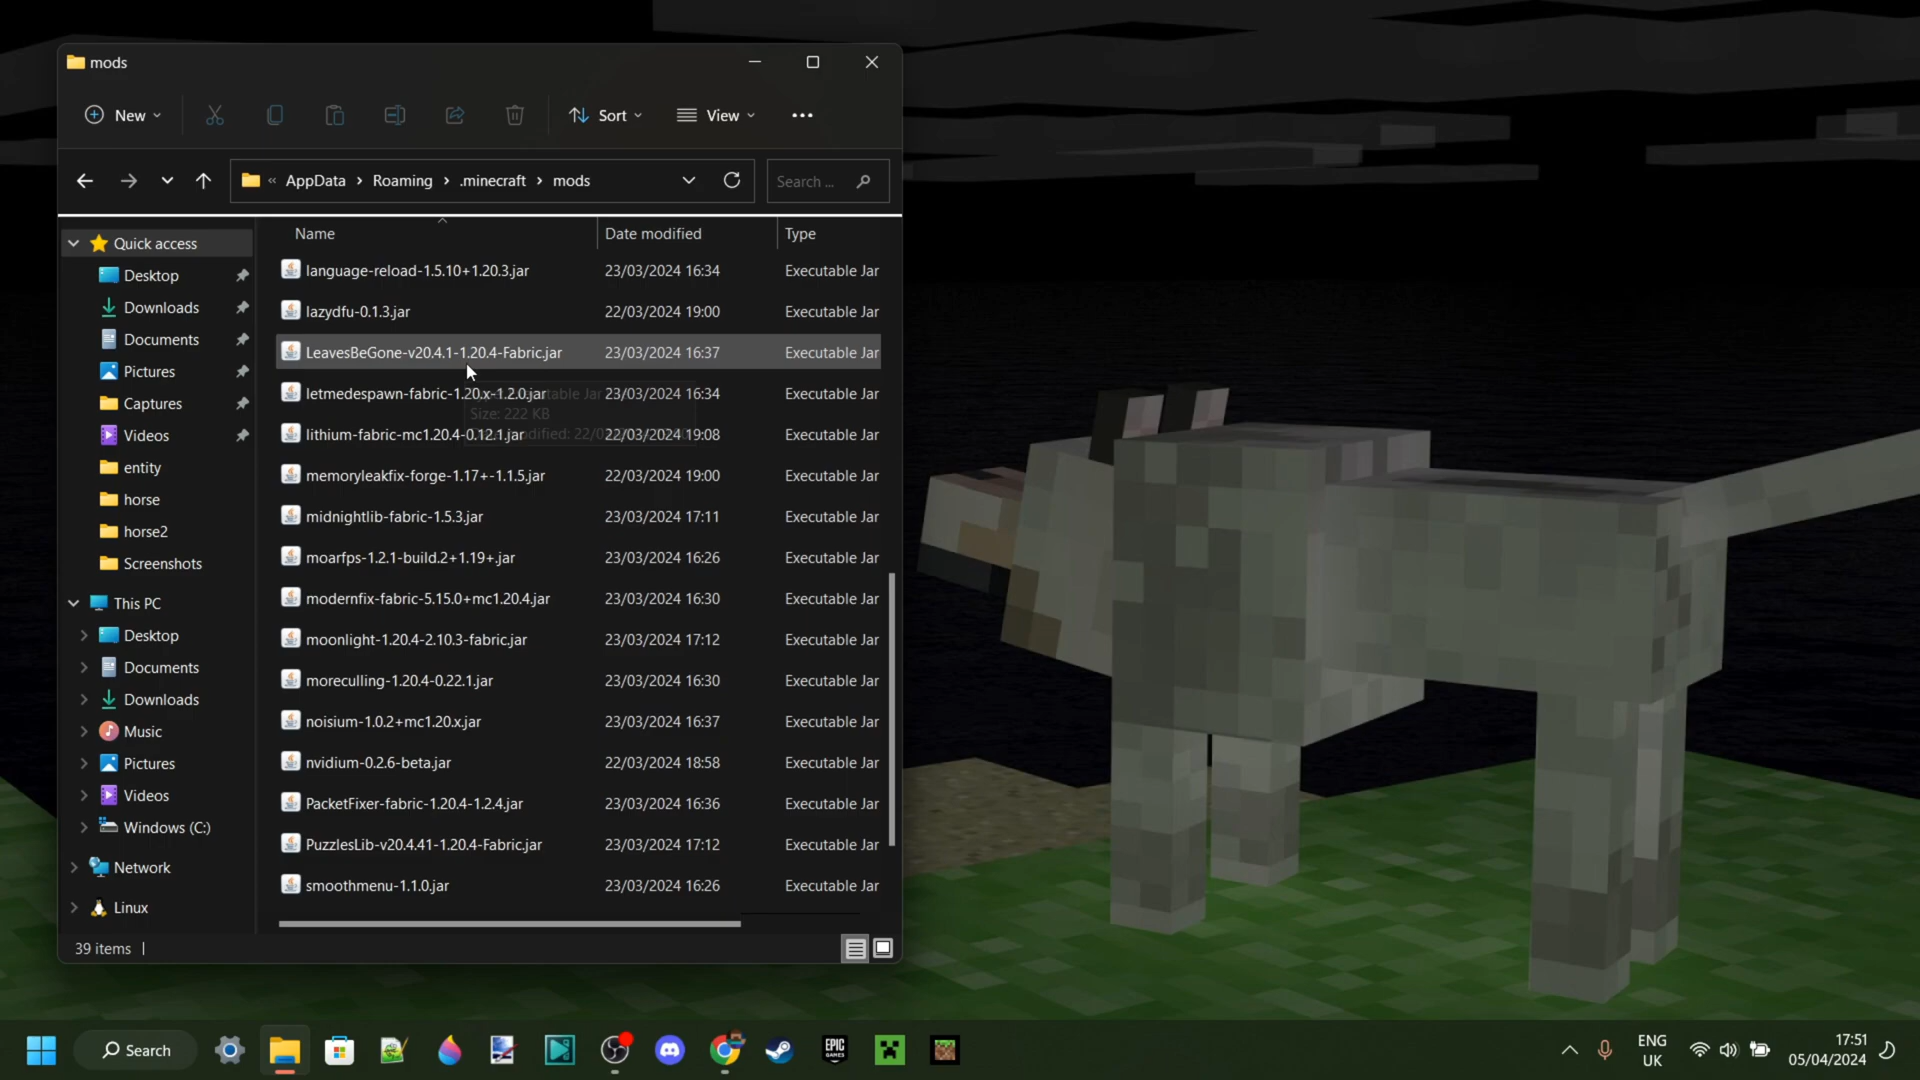 mods
New
Sort
View
« AppData > Roaming > .minecraft > mods
Search ...
Name Date modified Type
Quick access
Desktop
Downloads
Documents
Pictures
Captures
Videos
entity
horse
horse2
Screenshots
This PC
Desktop
Documents
Downloads
Music
Pictures
Videos
Windows (C:)
Network
Linux
language-reload-1.5.10+1.20.3.jar 23/03/2024 16:34 Executable Jar
lazydfu-0.1.3.jar 22/03/2024 19:00 Executable Jar
LeavesBeGone-v20.4.1-1.20.4-Fabric.jar 23/03/2024 16:37 Executable Jar
letmedespawn-fabric-1.20.x-1.2.0.jar 23/03/2024 16:34 Executable Jar
Size: 222 KB
lithium-fabric-mc1.20.4-0.12.1.jar 22/03/2024 19:08 Executable Jar
memoryleakfix-forge-1.17+-1.1.5.jar 22/03/2024 19:00 Executable Jar
midnightlib-fabric-1.5.3.jar 23/03/2024 17:11 Executable Jar
moarfps-1.2.1-build.2+1.19+.jar 23/03/2024 16:26 Executable Jar
modernfix-fabric-5.15.0+mc1.20.4.jar 23/03/2024 16:30 Executable Jar
moonlight-1.20.4-2.10.3-fabric.jar 23/03/2024 17:12 Executable Jar
moreculling-1.20.4-0.22.1.jar 23/03/2024 16:30 Executable Jar
noisium-1.0.2+mc1.20.x.jar 23/03/2024 16:37 Executable Jar
nvidium-0.2.6-beta.jar 22/03/2024 18:58 Executable Jar
PacketFixer-fabric-1.20.4-1.2.4.jar 23/03/2024 16:36 Executable Jar
PuzzlesLib-v20.4.41-1.20.4-Fabric.jar 23/03/2024 17:12 Executable Jar
smoothmenu-1.1.0.jar 23/03/2024 16:26 Executable Jar
39 items
Search
EPIC
GAMES
ENG
UK
17:51
05/04/2024